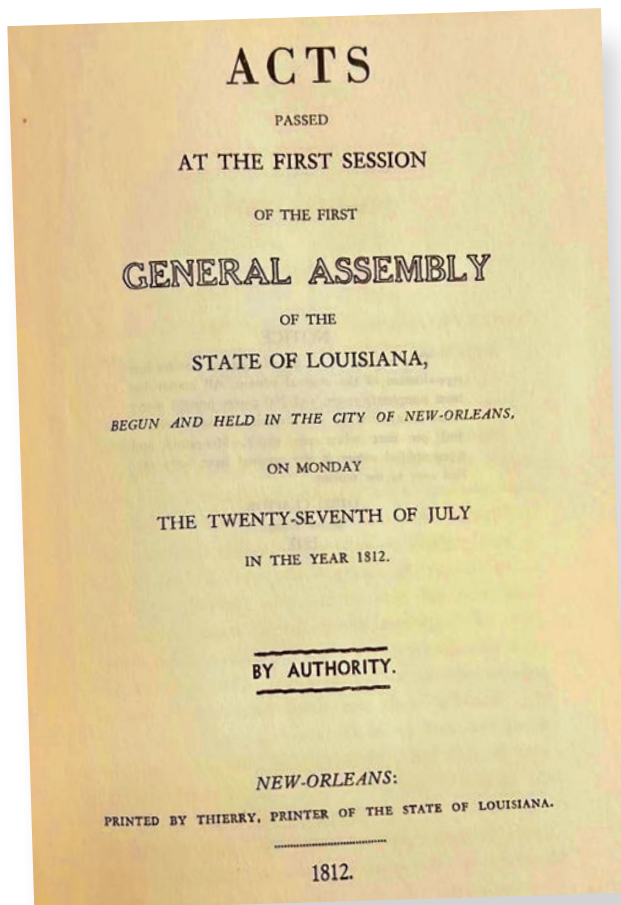 ACTS
PASSED
AT THE FIRST SESSION
OF THE FIRST
GENERAL ASSEMBLY
OF THE
STATE OF LOUISIANA,
BEGUN AND HELD IN THE CITY OF NEW-ORLEANS,
ON MONDAY
THE TWENTY-SEVENTH OF JULY
IN THE YEAR 1812.
BY AUTHORITY.
NEW-ORLEANS:
PRINTED BY THIERRY, PRINTER OF THE STATE OF LOUISIANA.
1812.